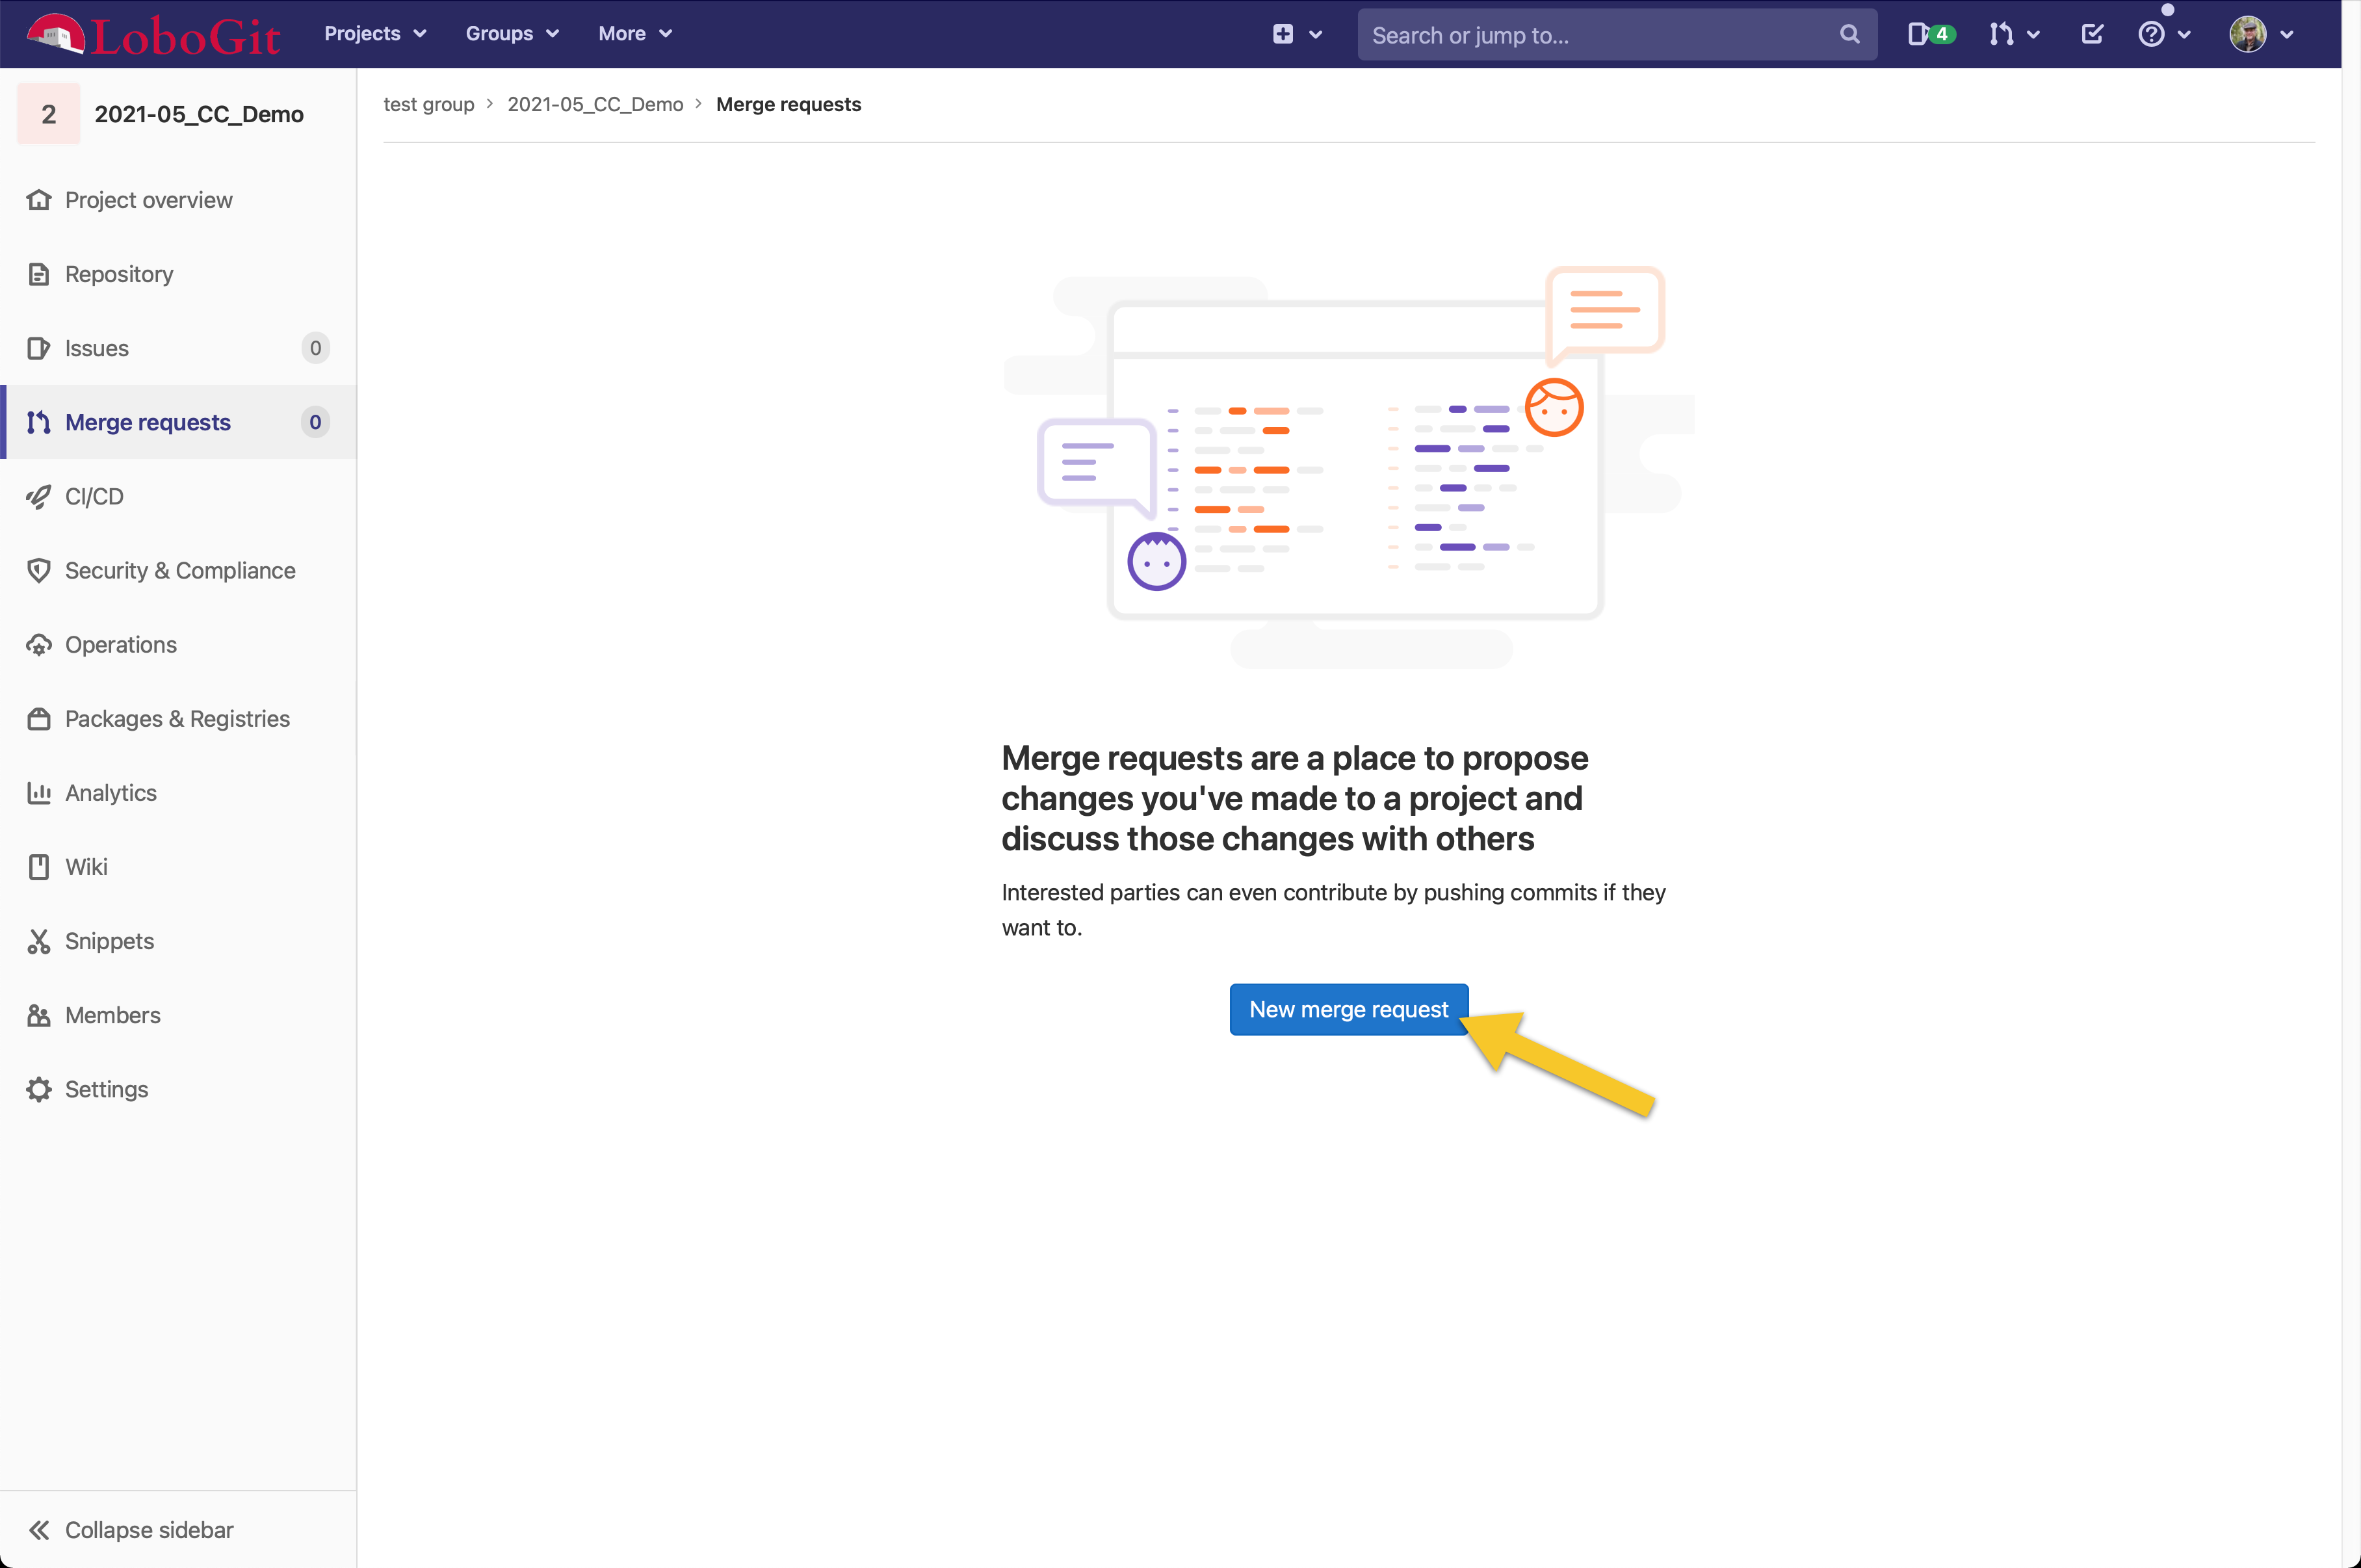 LoboGit
Projects
Groups
More
Search or jump to...
4
2
2021-05_CC_Demo
test group > 2021-05_CC_Demo > Merge requests
Project overview
Repository
Issues
0
Merge requests
0
CI/CD
Security & Compliance
Operations
Packages & Registries
Analytics
Wiki
Snippets
Members
Settings
Collapse sidebar
Merge requests are a place to propose
changes you've made to a project and
discuss those changes with others
Interested parties can even contribute by pushing commits if they
want to.
New merge request